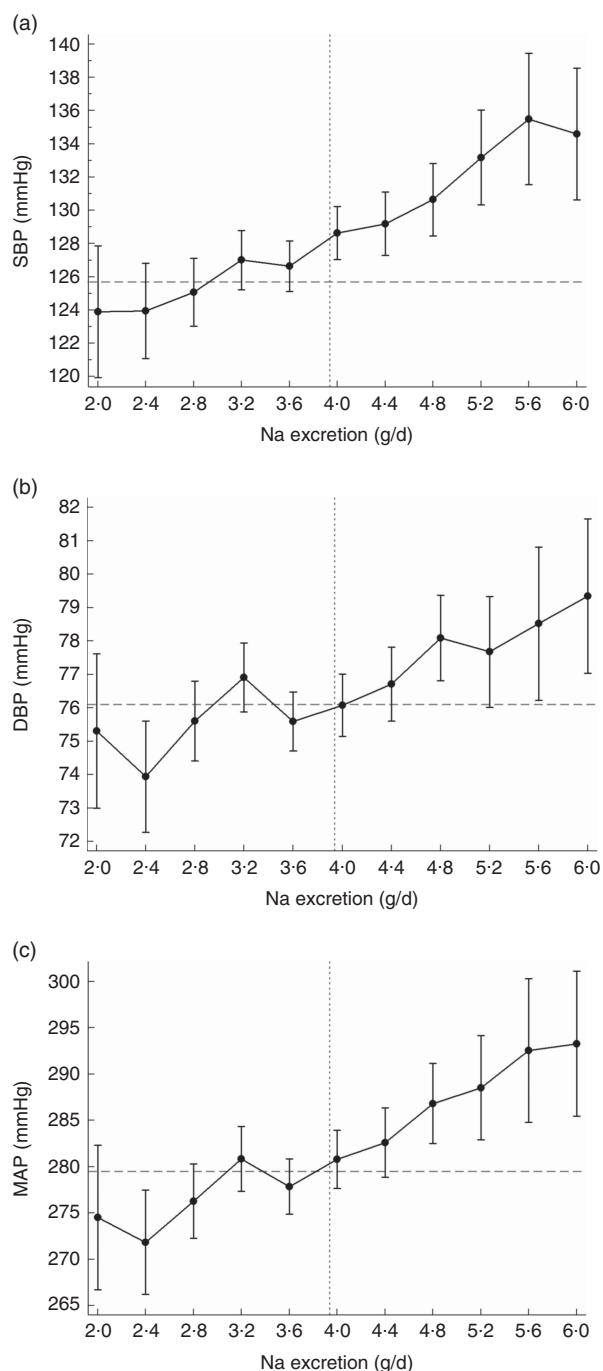 (a)
140
138
136
134
132
130
128
126
124
122
120
SBP (mmHg)
2·0 2·4 2·8 3·2 3·6 4·0 4·4 4·8 5·2 5·6 6·0
Na excretion (g/d)
(b)
82
81
80
79
78
77
76
75
74
73
72
DBP (mmHg)
2·0 2·4 2·8 3·2 3·6 4·0 4·4 4·8 5·2 5·6 6·0
Na excretion (g/d)
(c)
300
295
290
285
280
275
270
265
MAP (mmHg)
2·0 2·4 2·8 3·2 3·6 4·0 4·4 4·8 5·2 5·6 6·0
Na excretion (g/d)